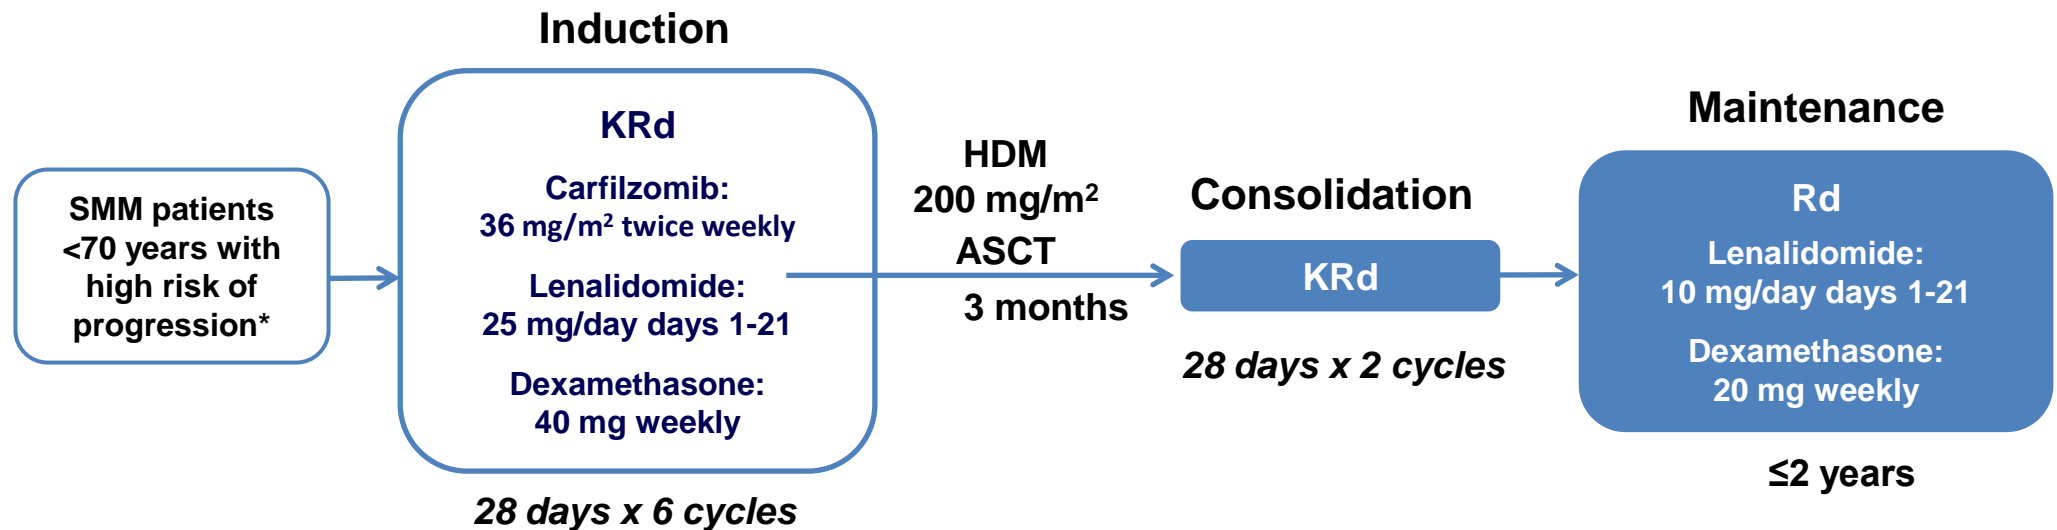 SMM patients
<70 years with
high risk of
progression*
Induction
KRd
Carfilzomib:
36 mg/m² twice weekly
Lenalidomide:
25 mg/day days 1-21
Dexamethasone:
40 mg weekly
28 days x 6 cycles
HDM
200 mg/m²
ASCT
3 months
Consolidation
KRd
28 days x 2 cycles
Maintenance
Rd
Lenalidomide:
10 mg/day days 1-21
Dexamethasone:
20 mg weekly
≤2 years